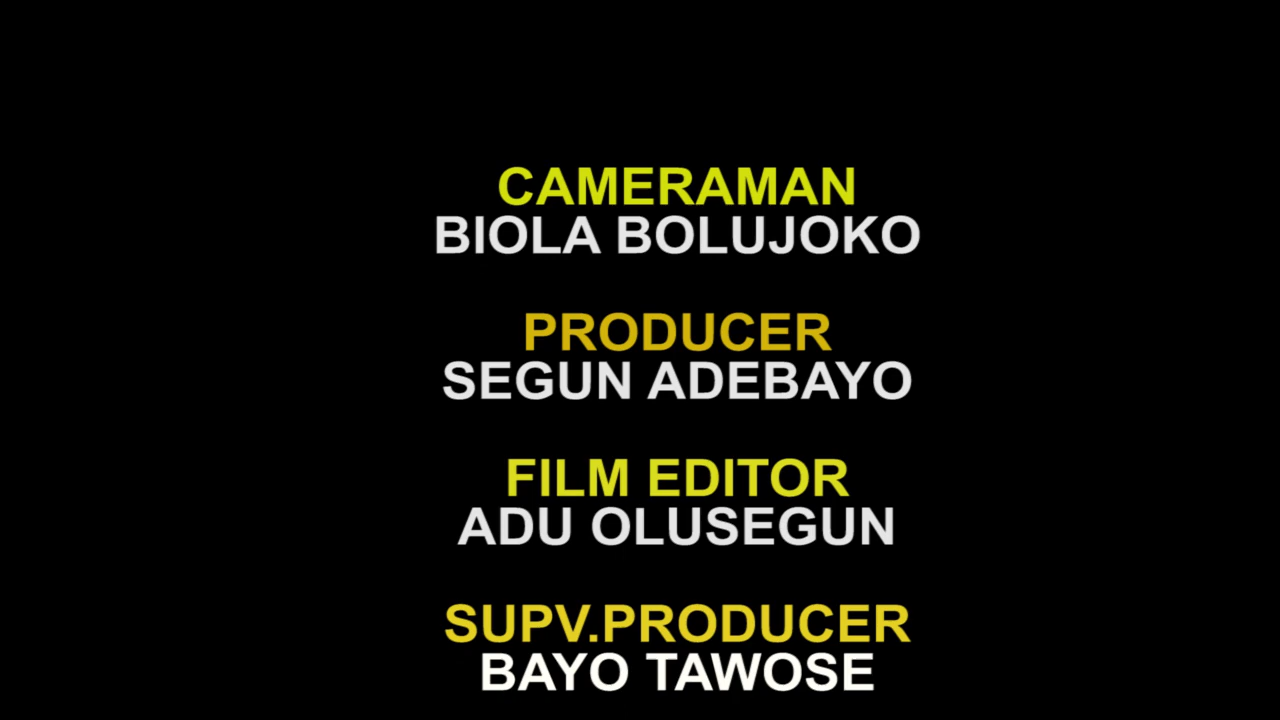 CAMERAMAN
BIOLA BOLUJOKO
PRODUCER
SEGUN ADEBAYO
FILM EDITOR
ADU OLUSEGUN
SUPV.PRODUCER
BAYO TAWOSE